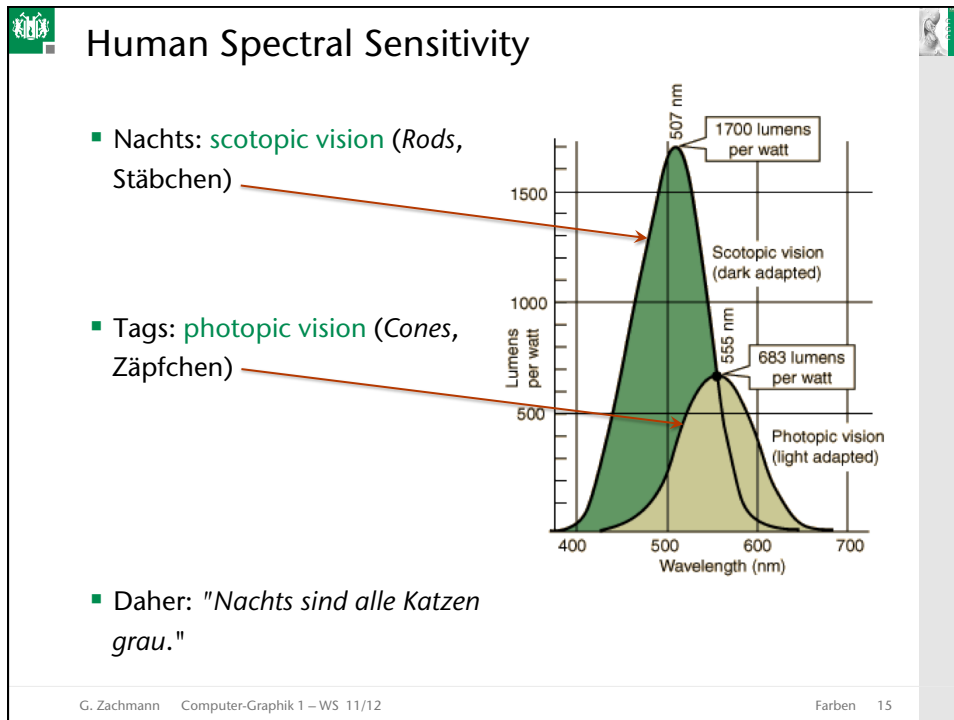 Human Spectral Sensitivity
▪ Nachts: scotopic vision (Rods,
Stäbchen)
▪ Tags: photopic vision (Cones,
Zäpfchen)
▪ Daher: "Nachts sind alle Katzen
grau."
507 nm
1700 lumens
per watt
1500
Scotopic vision
(dark adapted)
1000
555 nm
683 lumens
per watt
Lumens
per watt
500
Photopic vision
(light adapted)
400 500 600 700
Wavelength (nm)
G. Zachmann Computer-Graphik 1 – WS 11/12 Farben 15